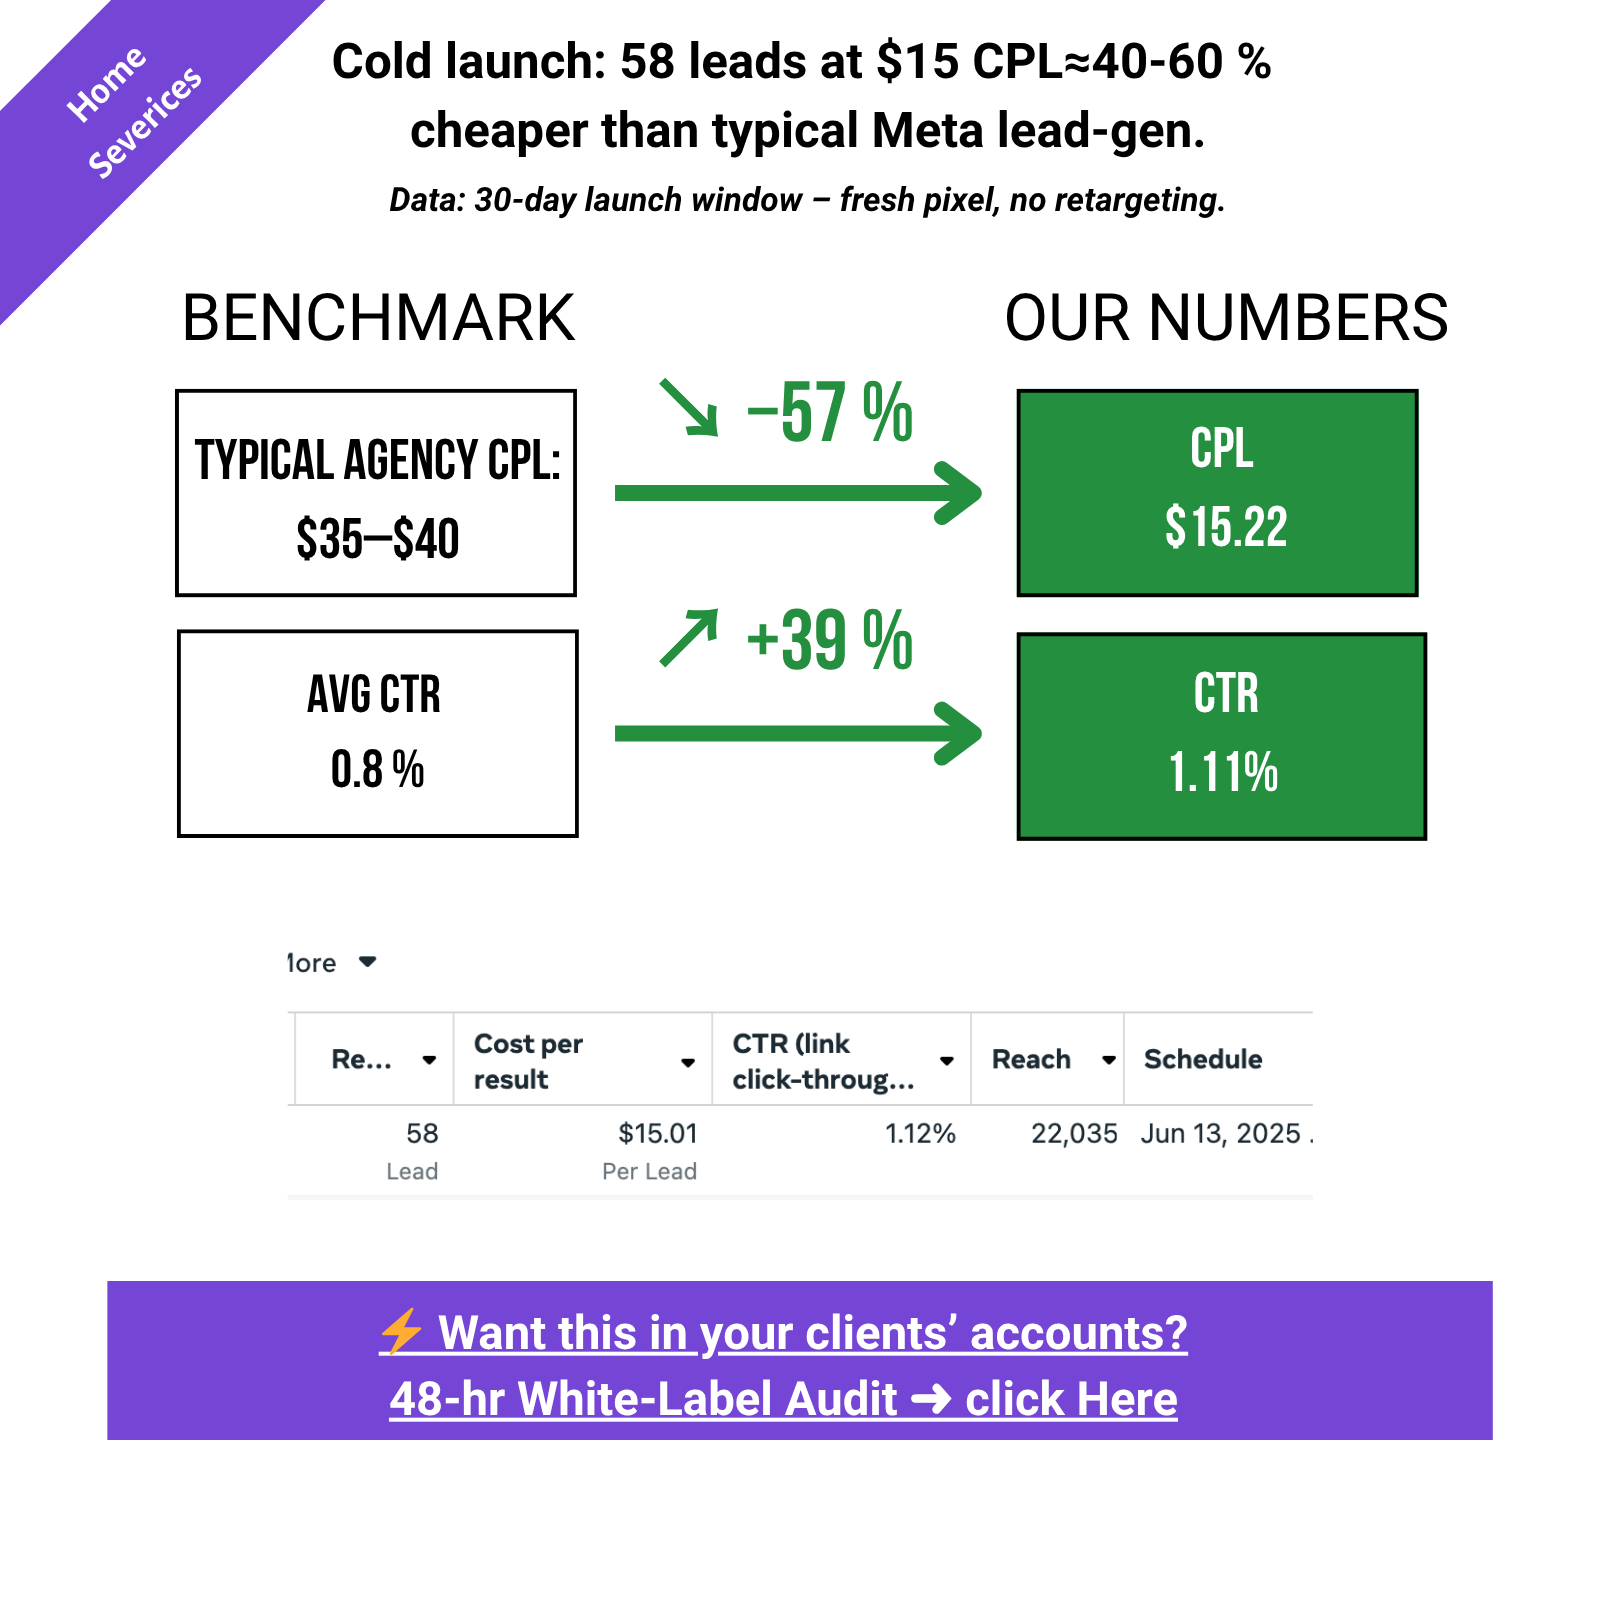 Home
Severices
Cold launch: 58 leads at $15 CPL≈40-60 %
cheaper than typical Meta lead-gen.
Data: 30-day launch window – fresh pixel, no retargeting.
BENCHMARK
OUR NUMBERS
TYPICAL AGENCY CPL:
$35–$40
↘ −57 %
CPL
$15.22
AVG CTR
0.8 %
↗ +39 %
CTR
1.11%
More
Re... Cost per result CTR (link click-throug... Reach Schedule
58 $15.01 1.12% 22,035 Jun 13, 2025 .
Lead Per Lead
⚡ Want this in your clients’ accounts?
48-hr White-Label Audit ➜ click Here